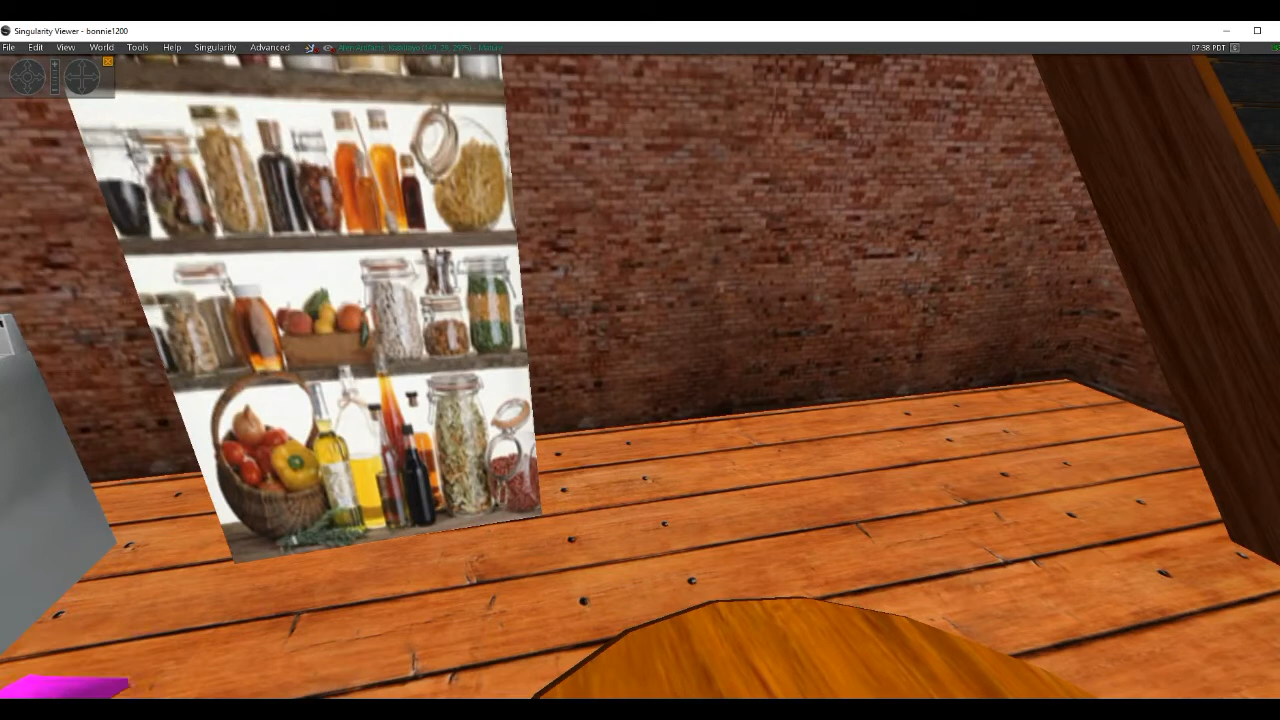 Singularity Viewer - bonnie1200
File Edit View World Tools Help Singularity Advanced
07:38 PDT